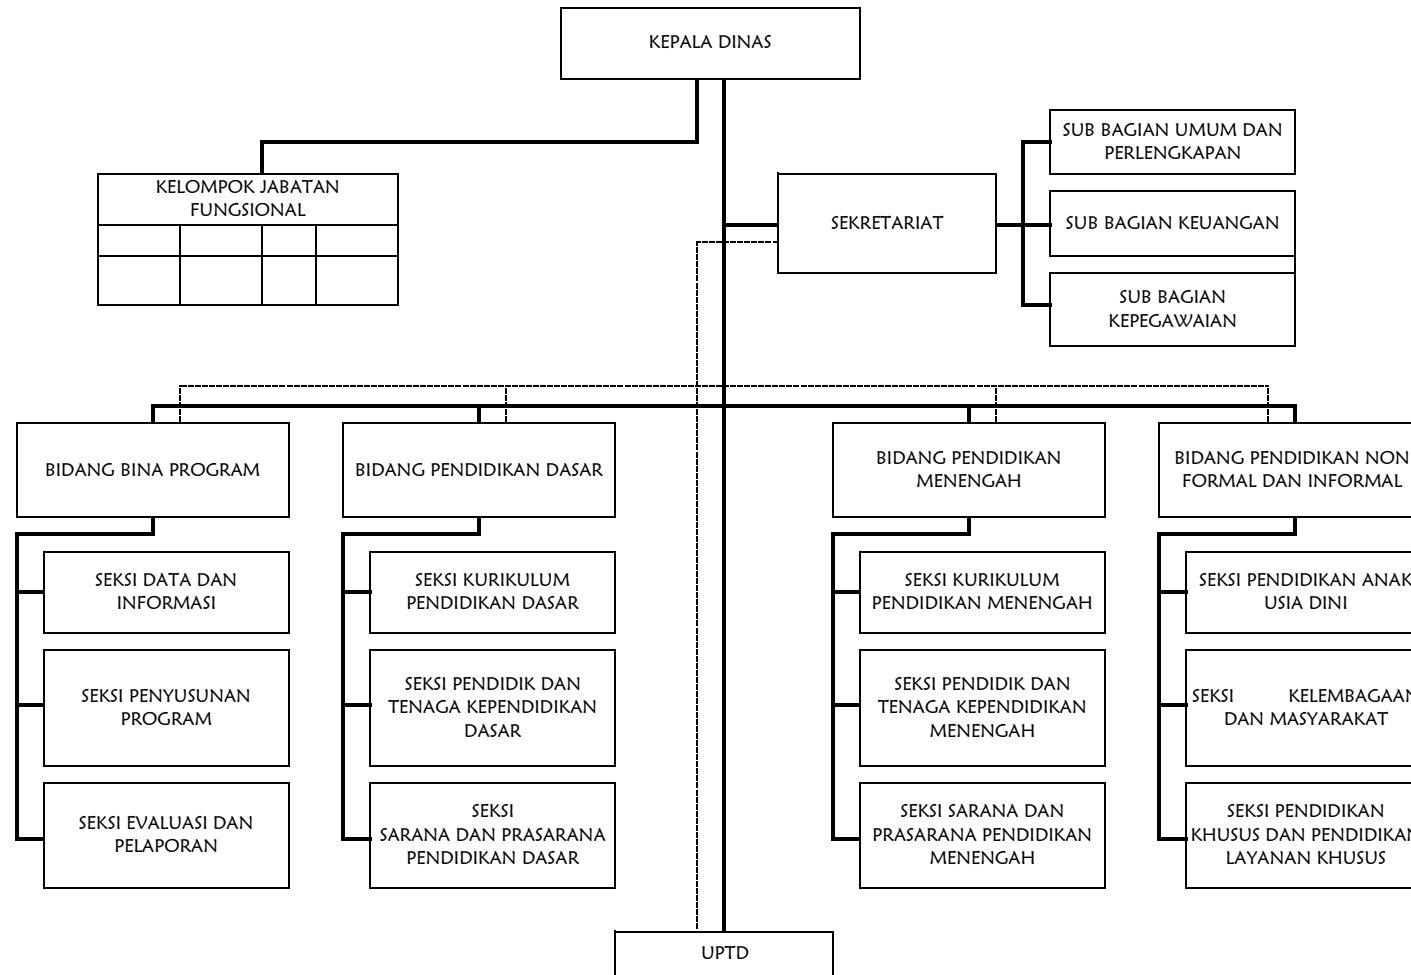 KEPALA DINAS
SUB BAGIAN UMUM DAN
PERLENGKAPAN
KELOMPOK JABATAN
FUNGSIONAL
SEKRETARIAT
SUB BAGIAN KEUANGAN
SUB BAGIAN
KEPEGAWAIAN
BIDANG BINA PROGRAM
BIDANG PENDIDIKAN DASAR
BIDANG PENDIDIKAN
MENENGAH
BIDANG PENDIDIKAN NON
FORMAL DAN INFORMAL
SEKSI DATA DAN
INFORMASI
SEKSI KURIKULUM
PENDIDIKAN DASAR
SEKSI KURIKULUM
PENDIDIKAN MENENGAH
SEKSI PENDIDIKAN ANAK
USIA DINI
SEKSI PENYUSUNAN
PROGRAM
SEKSI PENDIDIK DAN
TENAGA KEPENDIDIKAN
DASAR
SEKSI PENDIDIK DAN
TENAGA KEPENDIDIKAN
MENENGAH
SEKSI KELEMBAGAAN
DAN MASYARAKAT
SEKSI EVALUASI DAN
PELAPORAN
SEKSI
SARANA DAN PRASARANA
PENDIDIKAN DASAR
SEKSI SARANA DAN
PRASARANA PENDIDIKAN
MENENGAH
SEKSI PENDIDIKAN
KHUSUS DAN PENDIDIKAN
LAYANAN KHUSUS
UPTD